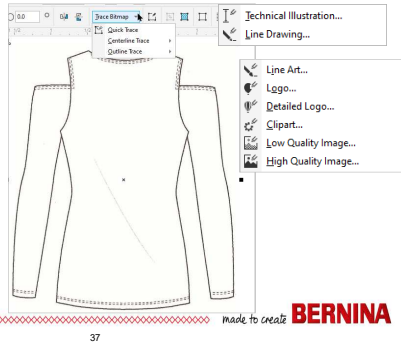 0.0
Trace Bitmap
Quick Trace
Centerline Trace
Outline Trace
Technical Illustration...
Line Drawing...
Line Art...
Logo...
Detailed Logo...
Clipart...
Low Quality Image...
High Quality Image...
made to create BERNINA
37